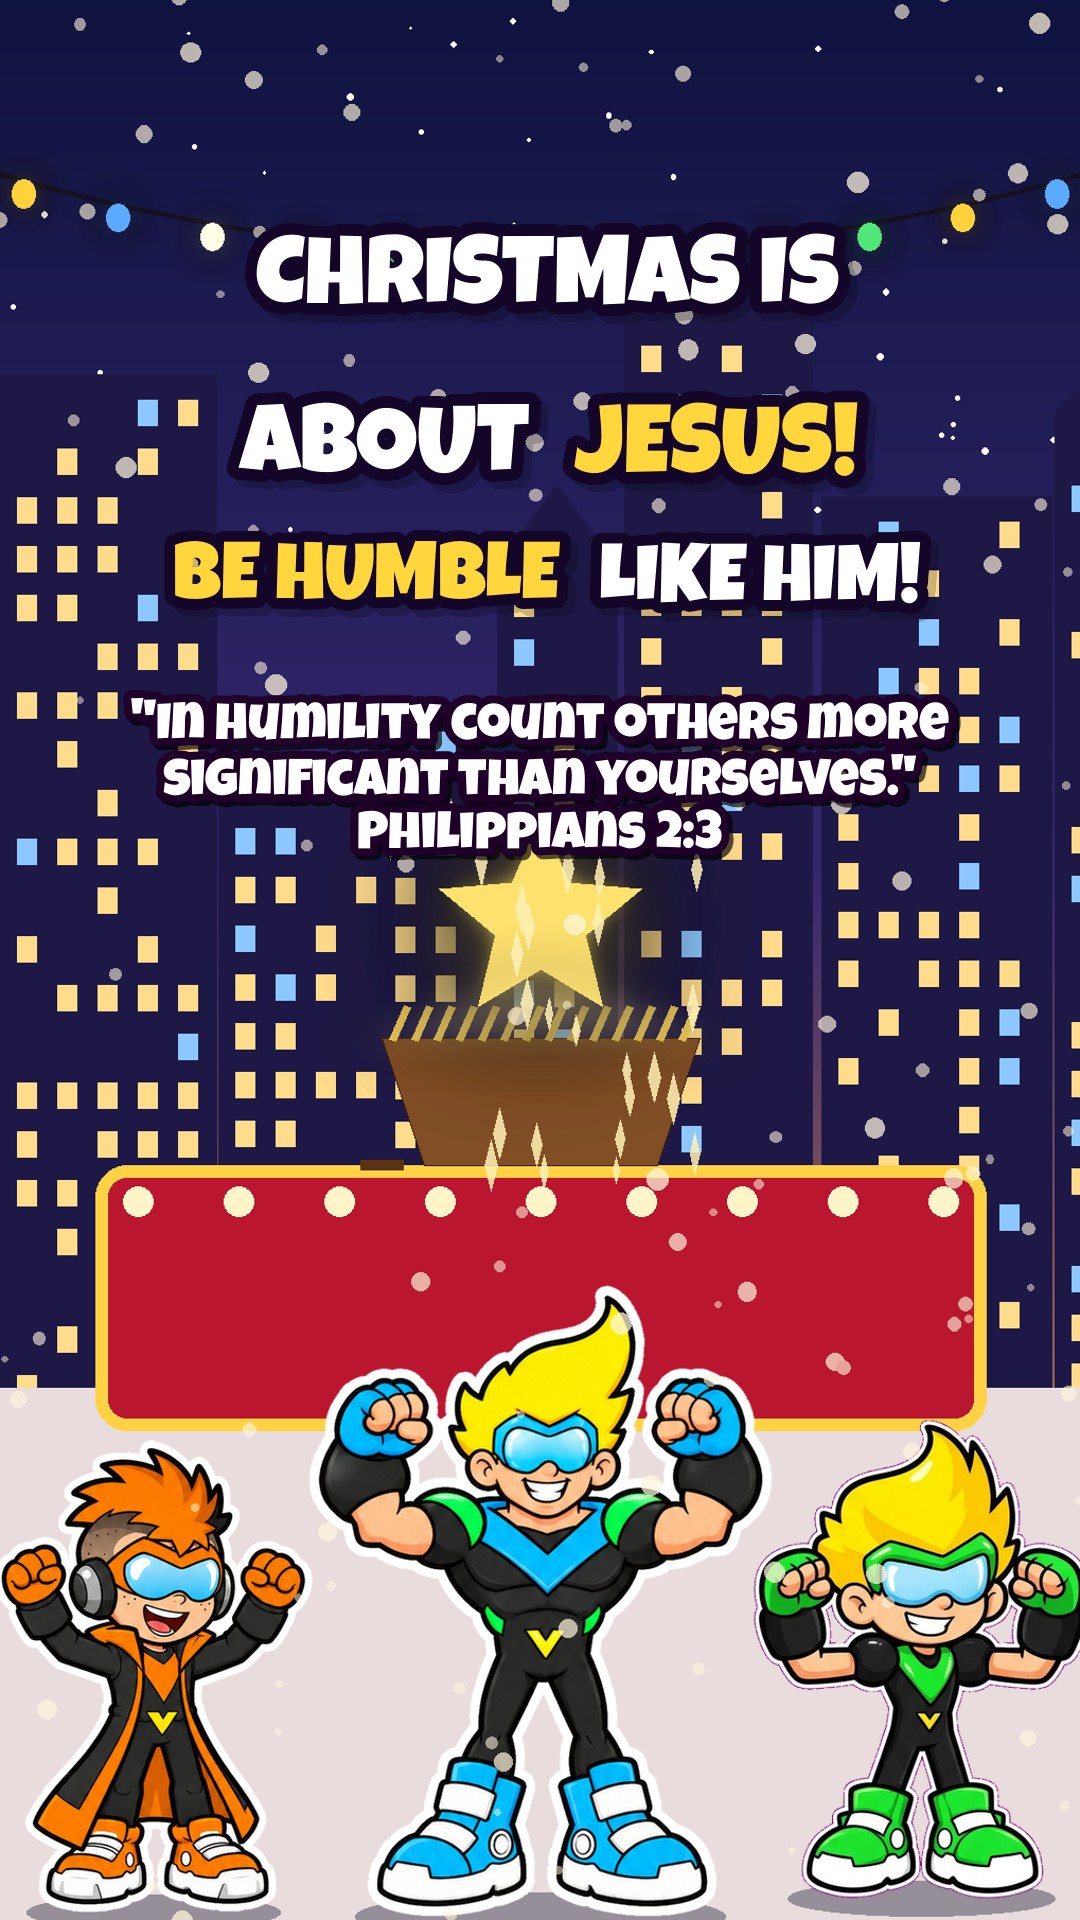 CHRISTMAS IS
ABOUT JESUS!
BE HUMBLE LIKE HIM!
"IN HUMILITY COUNT OTHERS MORE
SIGNIFICANT THAN YOURSELVES."
PHILIPPIANS 2:3
V
V
V